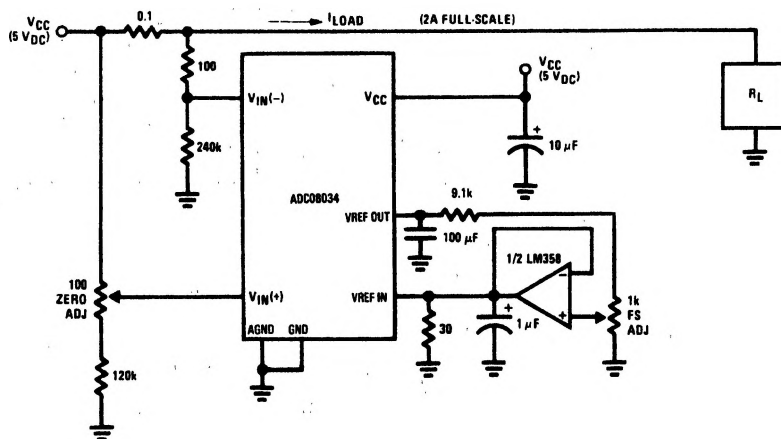 VCC
(5 VDC)
0.1
ILOAD
(2A FULL-SCALE)
100
VIN(−)
240k
VCC
VCC
(5 VDC)
10 µF
RL
ADC08034
VREF OUT
9.1k
100 µF
1/2 LM358
100
ZERO
ADJ
VIN(+)
VREF IN
−
+
30
1 µF
1k
FS
ADJ
AGND
GND
120k